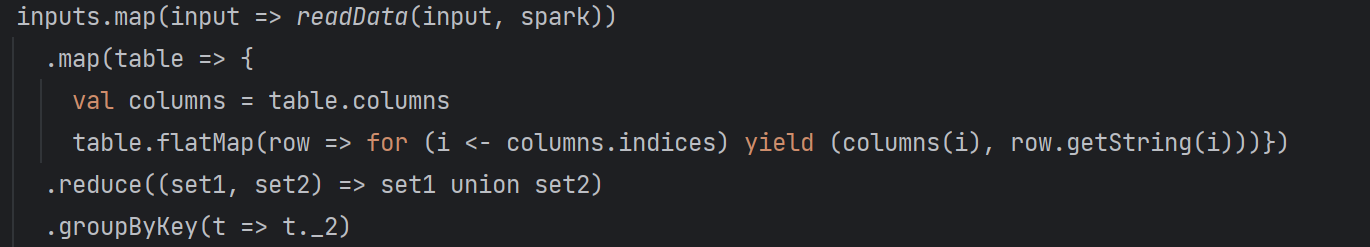 inputs.map(input => readData(input, spark))
.map(table => {
val columns = table.columns
table.flatMap(row => for (i <- columns.indices) yield (columns(i), row.getString(i)))})
.reduce((set1, set2) => set1 union set2)
.groupByKey(t => t._2)